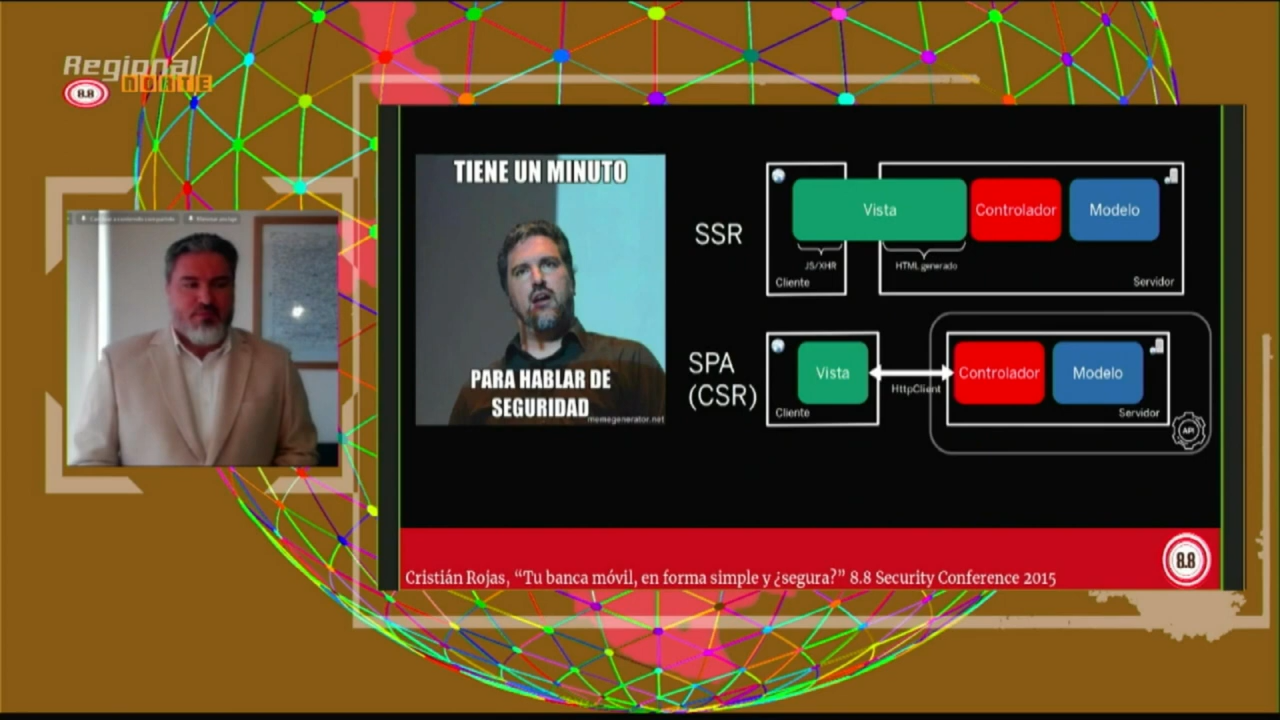 Regional
NORTE
8.8
TIENE UN MINUTO
PARA HABLAR DE
SEGURIDAD
memegenerator.net
SSR
Vista
Controlador
Modelo
JS/XHR
HTML generado
Cliente
Servidor
SPA
(CSR)
Vista
Controlador
Modelo
HttpClient
Cliente
Servidor
API
8.8
Cristián Rojas, “Tu banca móvil, en forma simple y ¿segura?” 8.8 Security Conference 2015